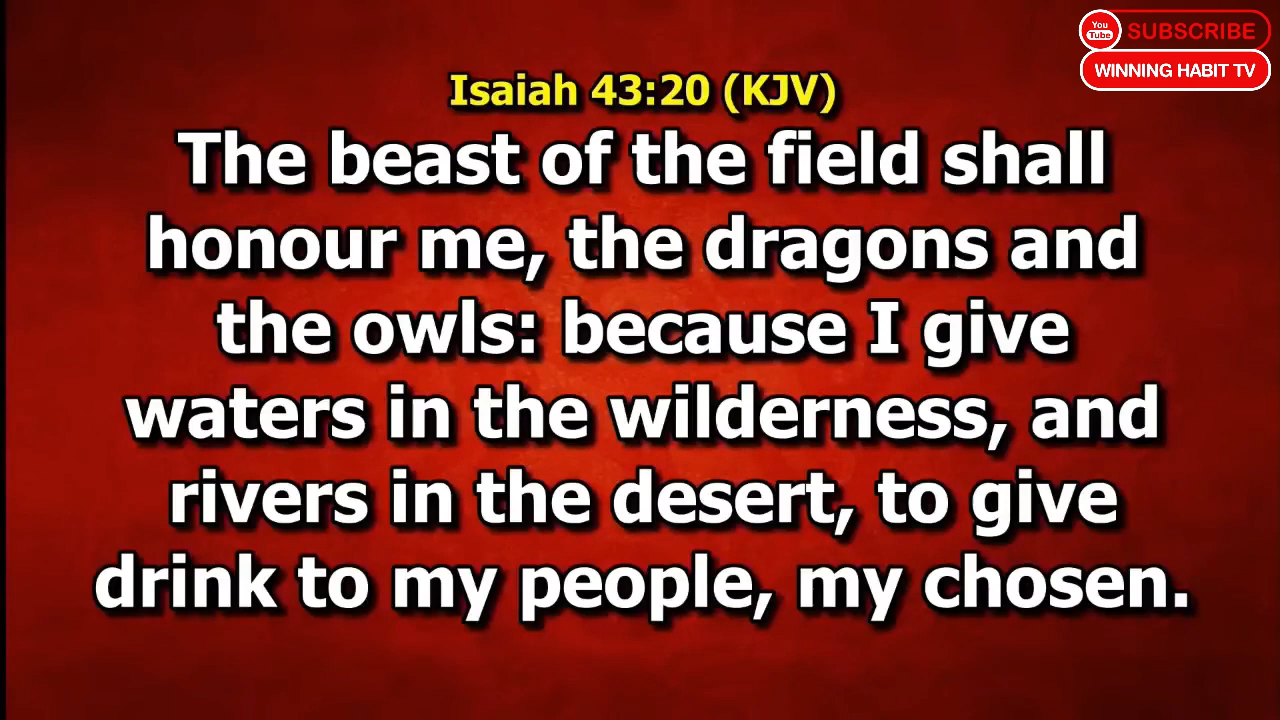 You
Tube
SUBSCRIBE
WINNING HABIT TV
Isaiah 43:20 (KJV)
The beast of the field shall
honour me, the dragons and
the owls: because I give
waters in the wilderness, and
rivers in the desert, to give
drink to my people, my chosen.